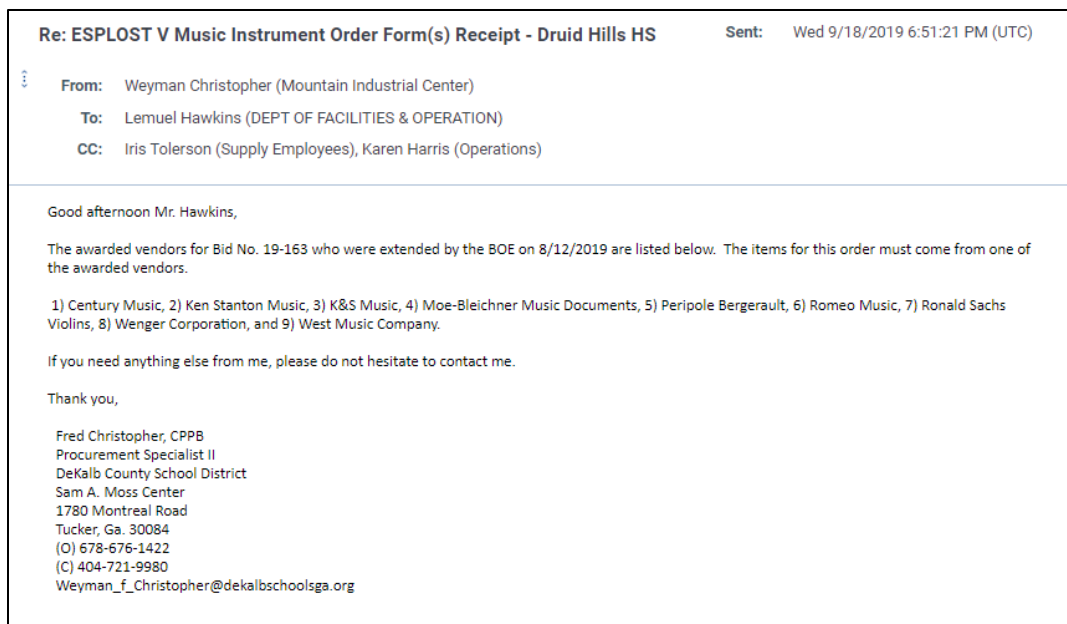 Re: ESPLOST V Music Instrument Order Form(s) Receipt - Druid Hills HS Sent: Wed 9/18/2019 6:51:21 PM (UTC)
From: Weyman Christopher (Mountain Industrial Center)
To: Lemuel Hawkins (DEPT OF FACILITIES & OPERATION)
CC: Iris Tolerson (Supply Employees), Karen Harris (Operations)
Good afternoon Mr. Hawkins,
The awarded vendors for Bid No. 19-163 who were extended by the BOE on 8/12/2019 are listed below. The items for this order must come from one of
the awarded vendors.
1) Century Music, 2) Ken Stanton Music, 3) K&S Music, 4) Moe-Bleichner Music Documents, 5) Peripole Bergerault, 6) Romeo Music, 7) Ronald Sachs
Violins, 8) Wenger Corporation, and 9) West Music Company.
If you need anything else from me, please do not hesitate to contact me.
Thank you,
Fred Christopher, CPPB
Procurement Specialist II
DeKalb County School District
Sam A. Moss Center
1780 Montreal Road
Tucker, Ga. 30084
(O) 678-676-1422
(C) 404-721-9980
Weyman_f_Christopher@dekalbschoolsga.org